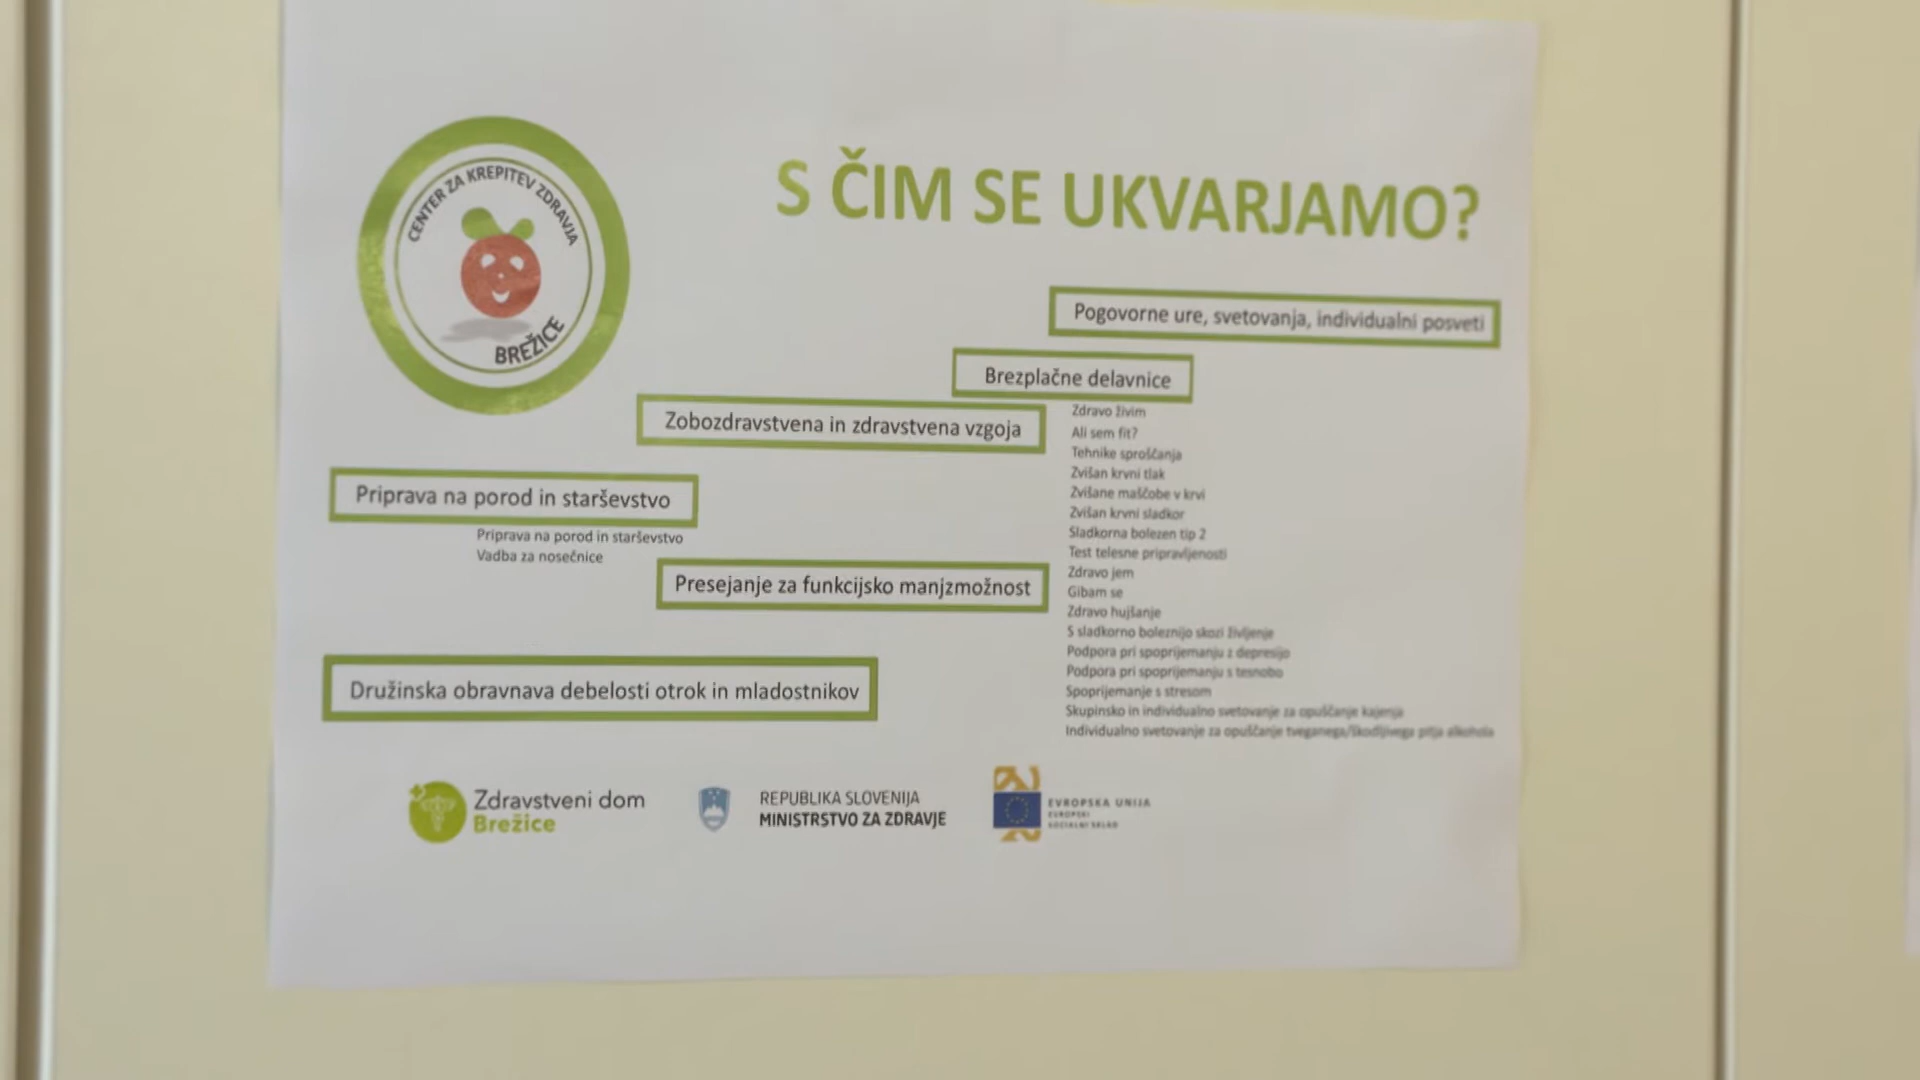 CENTER ZA KREPITEV ZDRAVJA
BREŽICE
S ČIM SE UKVARJAMO?
Pogovorne ure, svetovanja, individualni posveti
Brezplačne delavnice
Zdravo živim
Ali sem fit?
Tehnike sproščanja
Zvišan krvni tlak
Zvišane maščobe v krvi
Zvišan krvni sladkor
Sladkorna bolezen tip 2
Test telesne pripravljenosti
Zdravo jem
Gibam se
Zdravo hujšanje
S sladkorno boleznijo skozi življenje
Podpora pri spoprijemanju z depresijo
Podpora pri spoprijemanju s tesnobo
Spoprijemanje s stresom
Skupinsko in individualno svetovanje za opuščanje kajenja
Individualno svetovanje za opuščanje tveganega/škodljivega pitja alkohola
Zobozdravstvena in zdravstvena vzgoja
Priprava na porod in starševstvo
Priprava na porod in starševstvo
Vadba za nosečnice
Presejanje za funkcijsko manjzmožnost
Družinska obravnava debelosti otrok in mladostnikov
Zdravstveni dom
Brežice
REPUBLIKA SLOVENIJA
MINISTRSTVO ZA ZDRAVJE
EVROPSKA UNIJA
EVROPSKI
SOCIALNI SKLAD